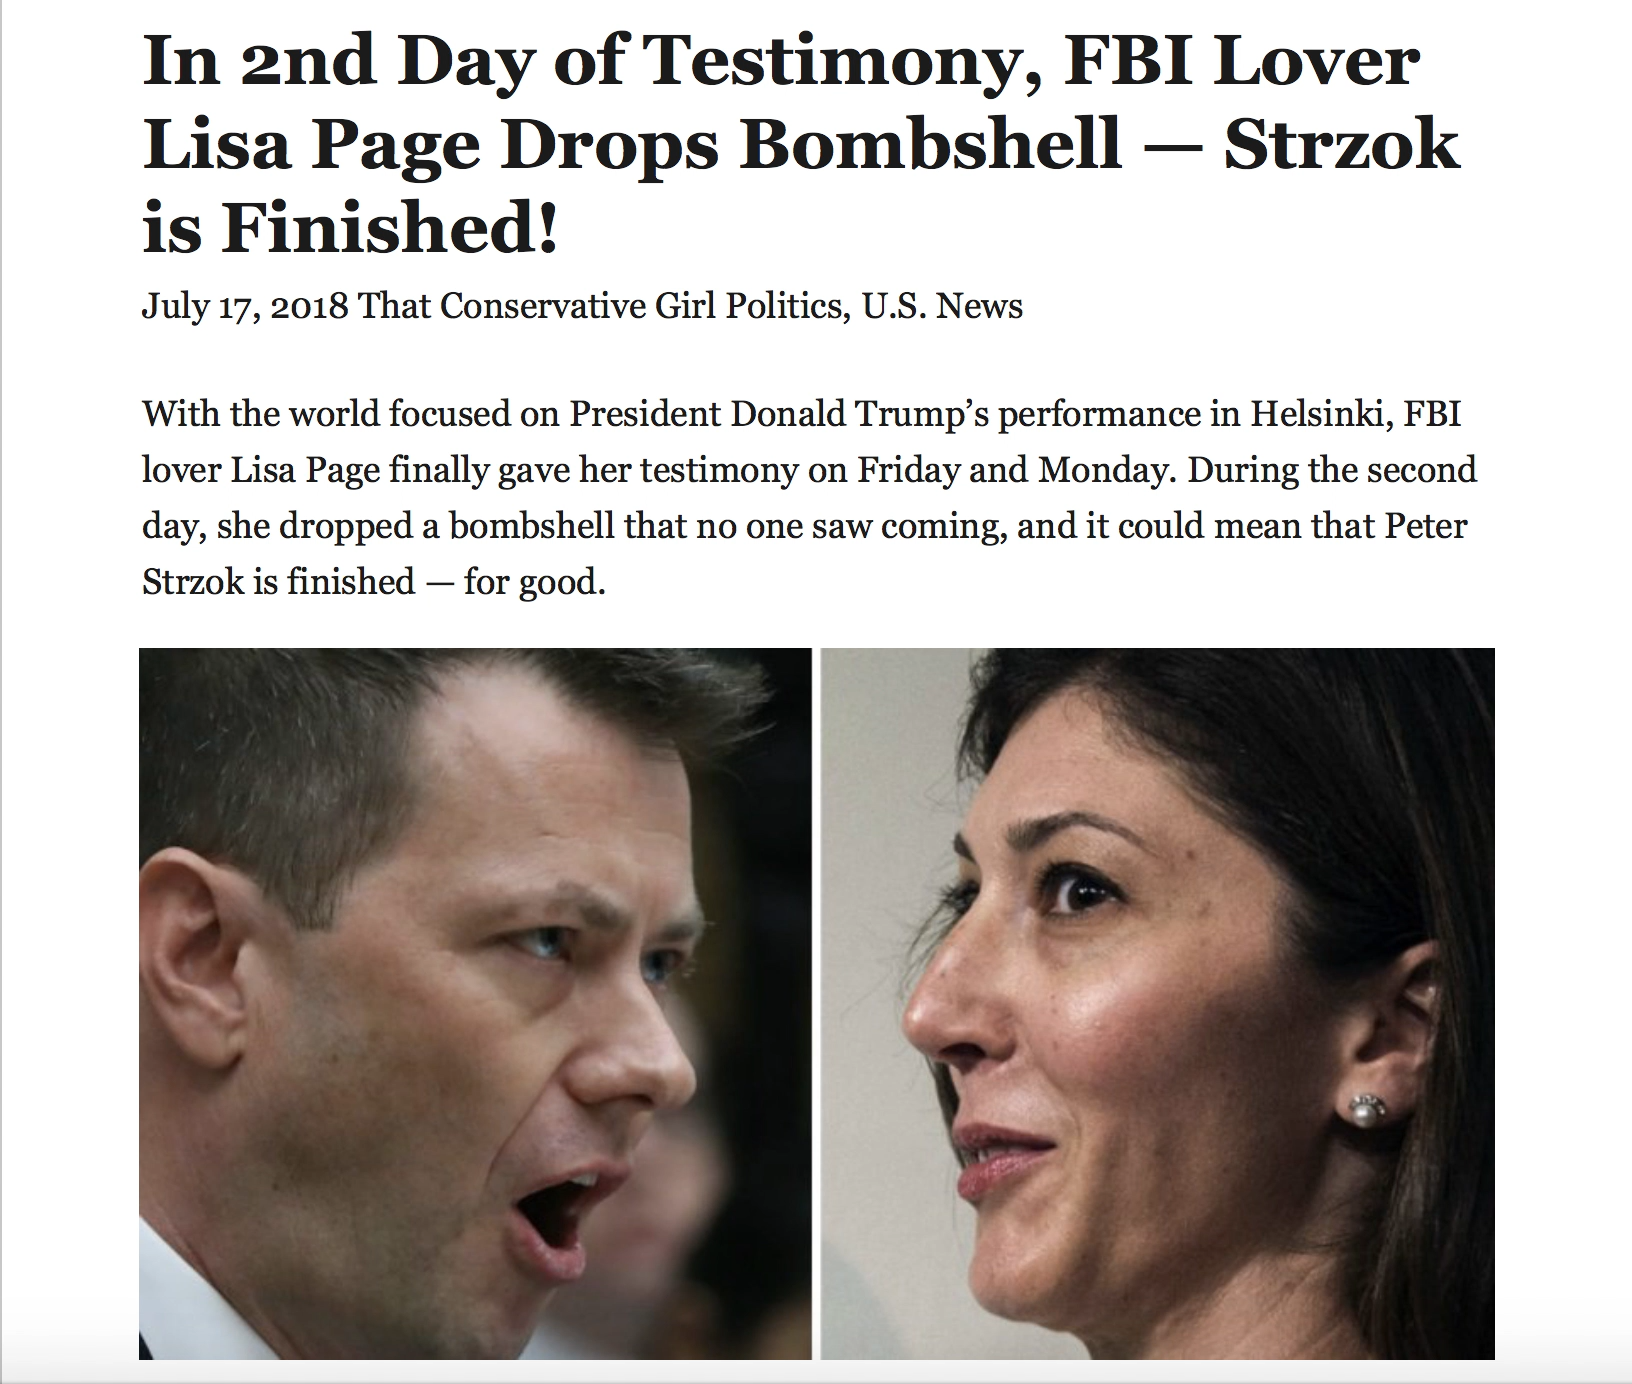 In 2nd Day of Testimony, FBI Lover
Lisa Page Drops Bombshell — Strzok
is Finished!
July 17, 2018 That Conservative Girl Politics, U.S. News
With the world focused on President Donald Trump’s performance in Helsinki, FBI
lover Lisa Page finally gave her testimony on Friday and Monday. During the second
day, she dropped a bombshell that no one saw coming, and it could mean that Peter
Strzok is finished — for good.